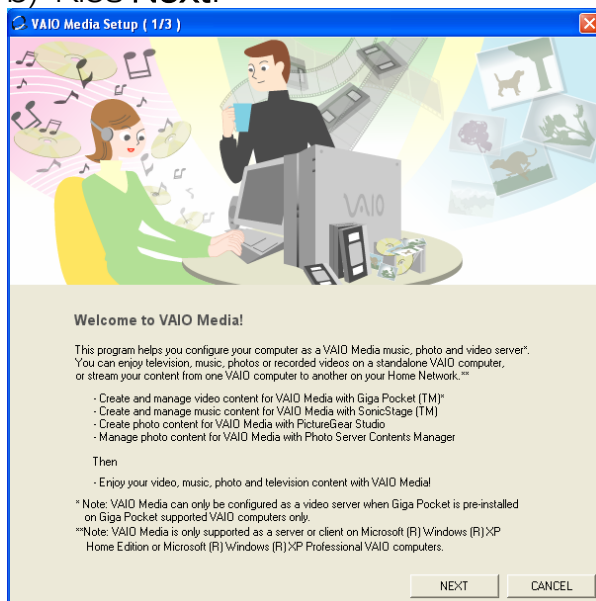 b) Kies Next.
VAIO Media Setup ( 1/3 )
VAIO
Welcome to VAIO Media!
This program helps you configure your computer as a VAIO Media music, photo and video server*.
You can enjoy television, music, photos or recorded videos on a standalone VAIO computer,
or stream your content from one VAIO computer to another on your Home Network.**
- Create and manage video content for VAIO Media with Giga Pocket (TM)*
- Create and manage music content for VAIO Media with SonicStage (TM)
- Create photo content for VAIO Media with PictureGear Studio
- Manage photo content for VAIO Media with Photo Server Contents Manager
Then
- Enjoy your video, music, photo and television content with VAIO Media!
* Note: VAIO Media can only be configured as a video server when Giga Pocket is pre-installed
on Giga Pocket supported VAIO computers only.
**Note: VAIO Media is only supported as a server or client on Microsoft (R) Windows (R) XP
Home Edition or Microsoft (R) Windows (R) XP Professional VAIO computers.
NEXT CANCEL